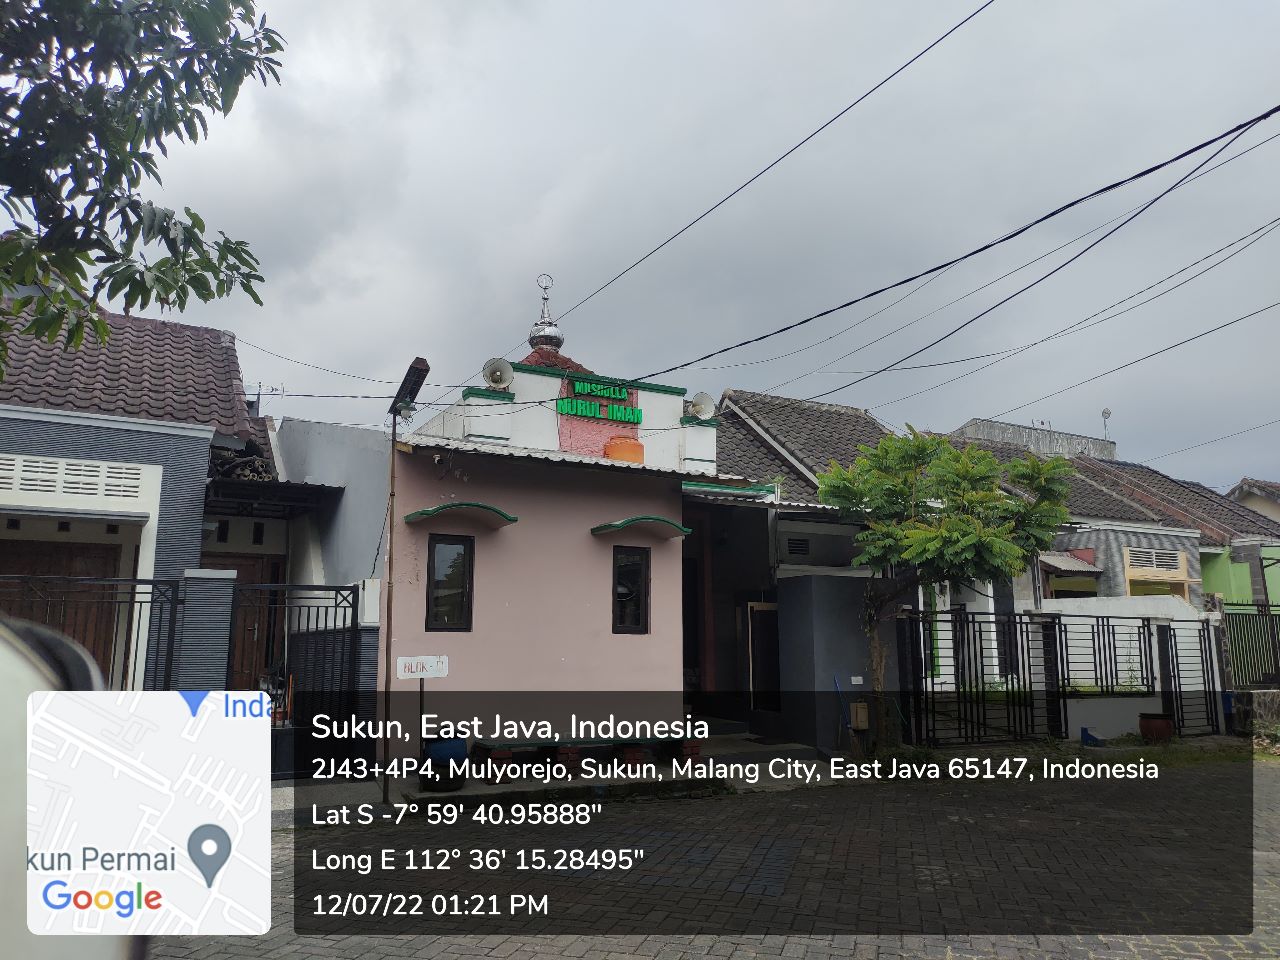 MUSHOLLA
NURUL IMAN
BLOK - D
Inda
kun Permai
Google
Sukun, East Java, Indonesia
2J43+4P4, Mulyorejo, Sukun, Malang City, East Java 65147, Indonesia
Lat S -7° 59' 40.95888"
Long E 112° 36' 15.28495"
12/07/22 01:21 PM